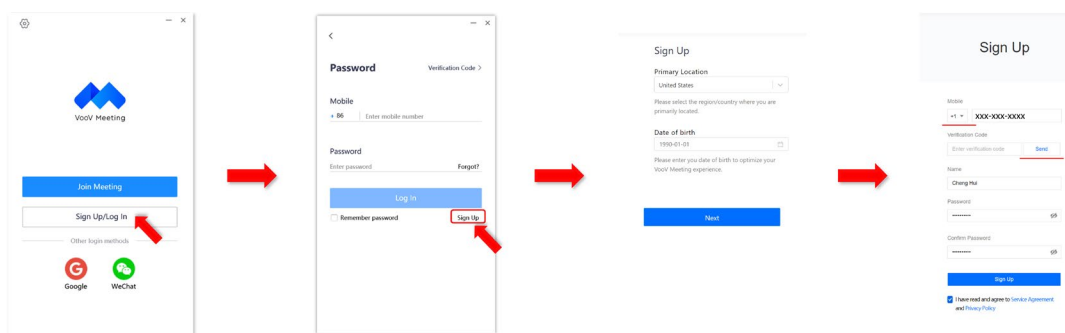 VooV Meeting
Join Meeting
Sign Up/Log In
Other login methods
Google
WeChat
Password
Verification Code >
Mobile
+ 86
Enter mobile number
Password
Enter password
Forgot?
Log In
Remember password
Sign Up
Sign Up
Primary Location
United States
Please select the region/country where you are
primarily located.
Date of birth
1990-01-01
Please enter you date of birth to optimize your
VooV Meeting experience.
Next
Sign Up
Mobile
+1
XXX-XXX-XXXX
Verification Code
Enter verification code
Send
Name
Cheng Hui
Password
Confirm Password
Sign Up
I have read and agree to Service Agreement
and Privacy Policy